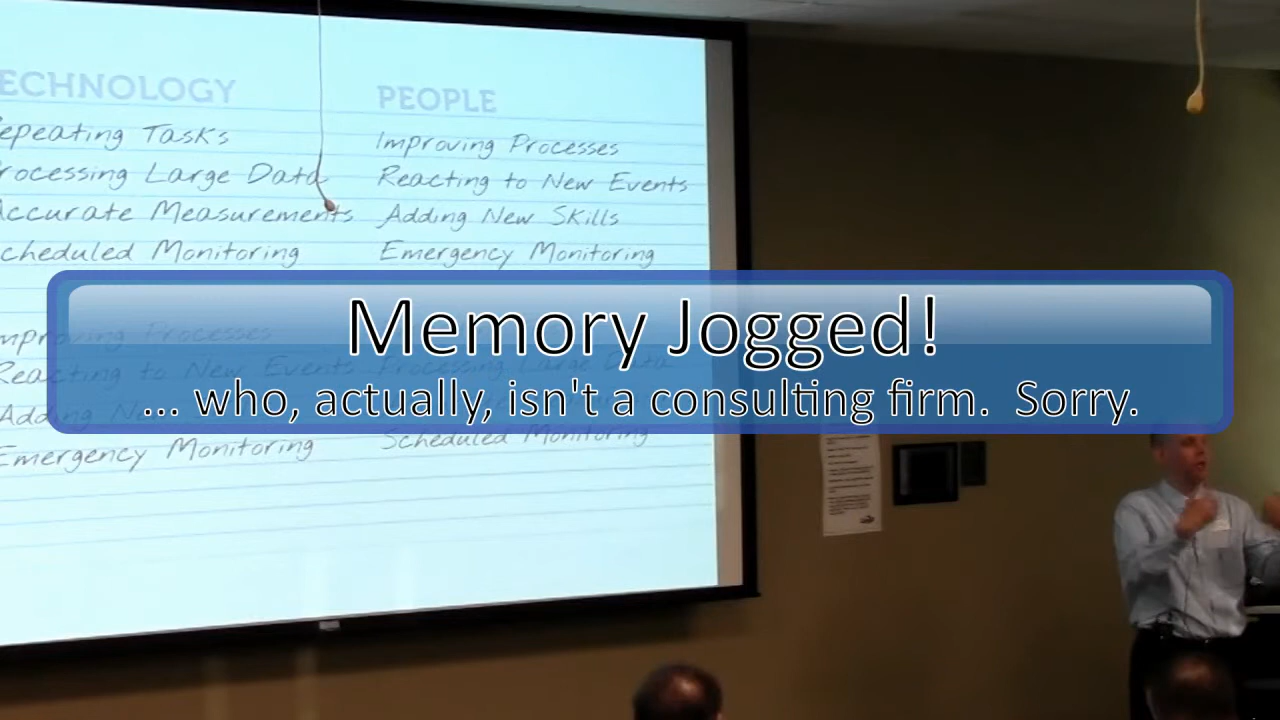 ECHNOLOGY PEOPLE
epeating Tasks Improving Processes
rocessing Large Data Reacting to New Events
Accurate Measurements Adding New Skills
cheduled Monitoring Emergency Monitoring
Memory Jogged!
mproving Processes
Reacting to New Events Processing Large Data
... who, actually, isn't a consulting firm. Sorry.
Adding
Emergency Monitoring Scheduled Monitoring